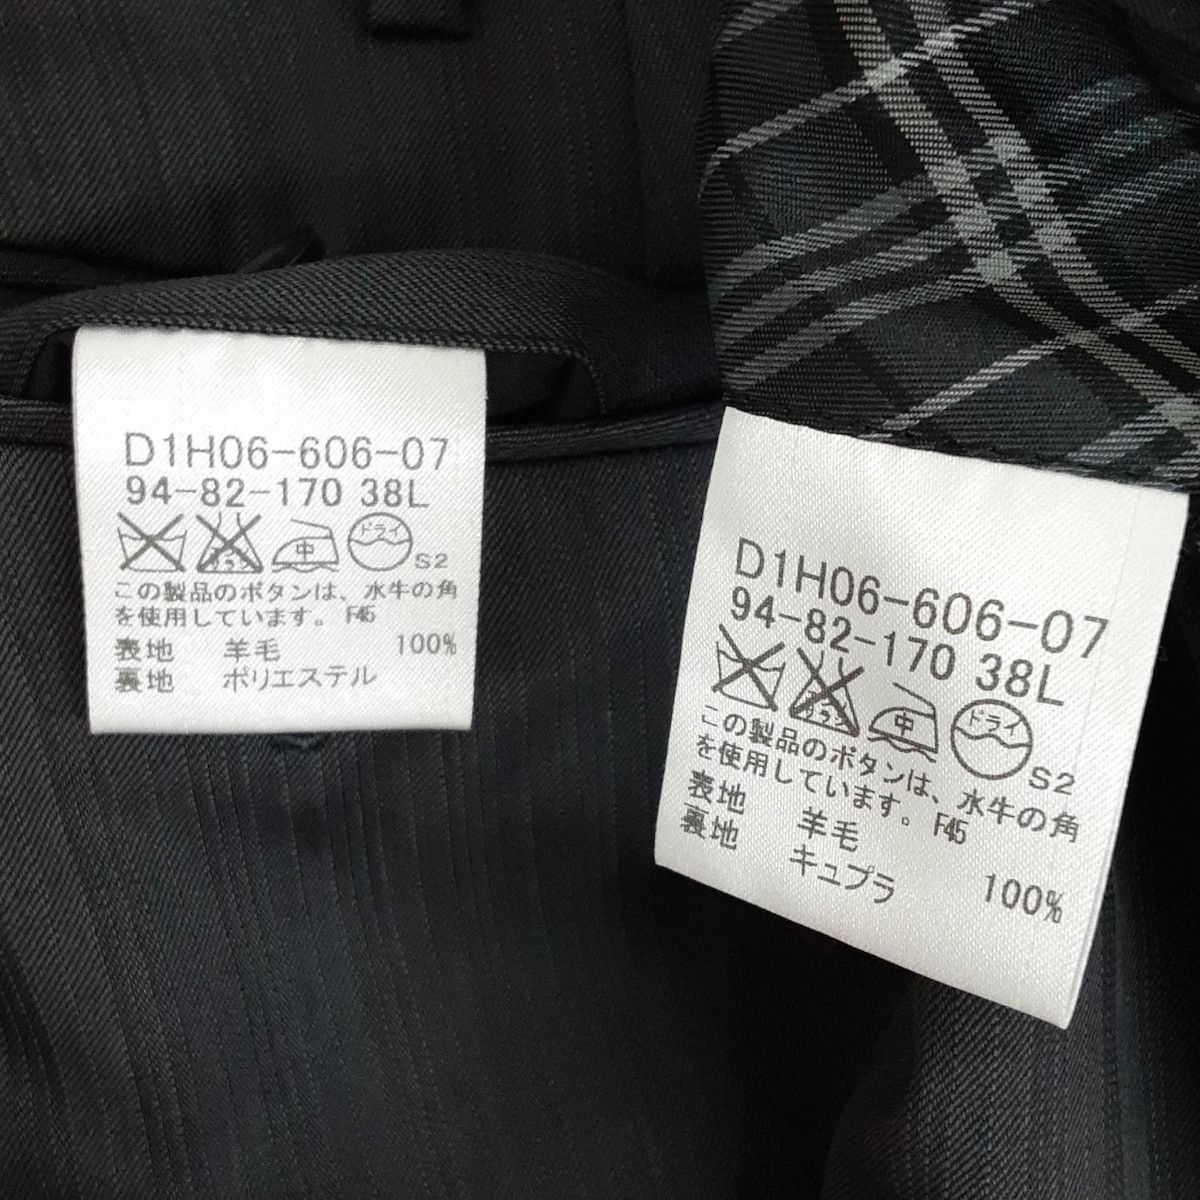 D1H06-606-07
94-82-170 38L
中 ドライ S2
この製品のボタンは、水牛の角
を使用しています。F45
表地 羊毛 100%
裏地 ポリエステル
D1H06-606-07
94-82-170 38L
中 ドライ S2
この製品のボタンは、水牛の角
を使用しています。F45
表地 羊毛 100%
裏地 キュプラ